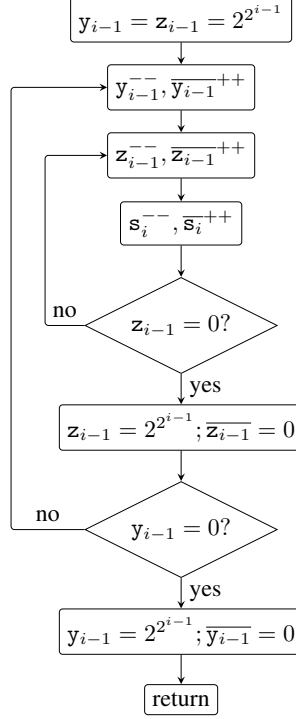 y_{i−1} = z_{i−1} = 2^{2^{i−1}}
y_{i−1}^{−−}, \overline{y_{i−1}}^{++}
z_{i−1}^{−−}, \overline{z_{i−1}}^{++}
s_i^{−−}, \overline{s_i}^{++}
no
z_{i−1} = 0?
yes
z_{i−1} = 2^{2^{i−1}}; \overline{z_{i−1}} = 0
no
y_{i−1} = 0?
yes
y_{i−1} = 2^{2^{i−1}}; \overline{y_{i−1}} = 0
return